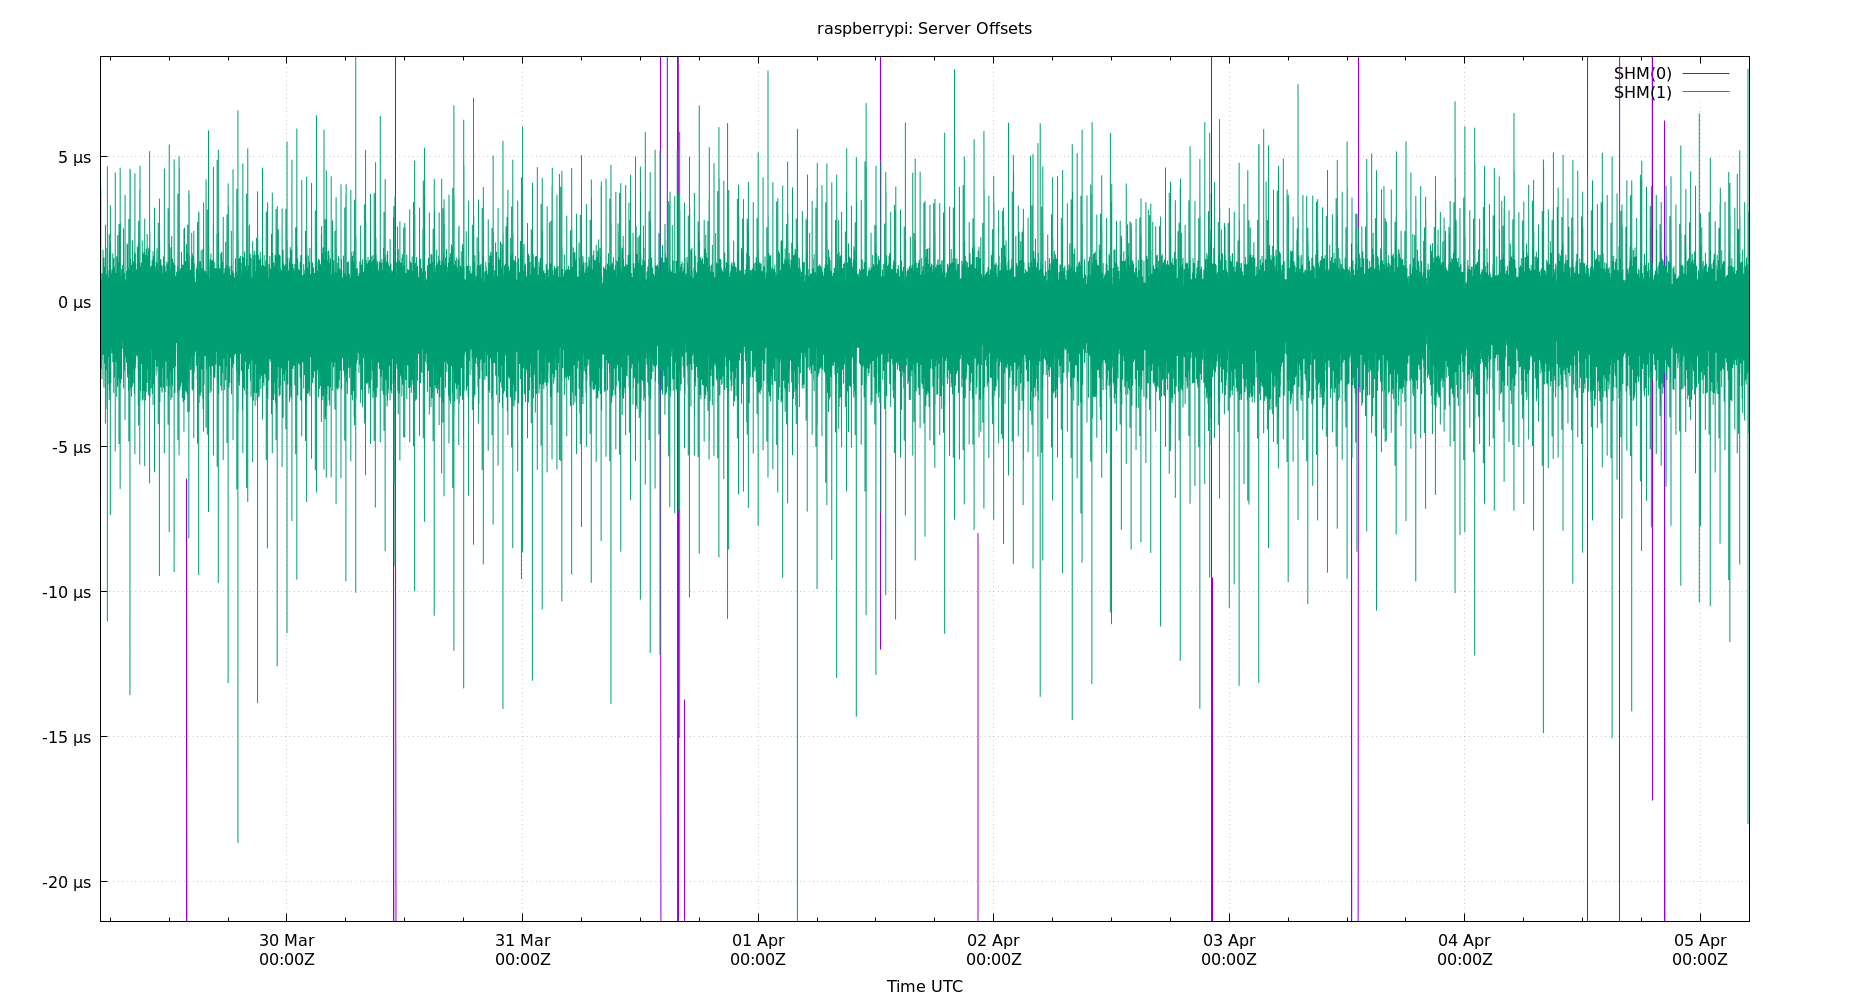 raspberrypi: Server Offsets
SHM(0)
SHM(1)
5 µs
0 µs
-5 µs
-10 µs
-15 µs
-20 µs
30 Mar 31 Mar 01 Apr 02 Apr 03 Apr 04 Apr 05 Apr
00:00Z 00:00Z 00:00Z 00:00Z 00:00Z 00:00Z 00:00Z
Time UTC